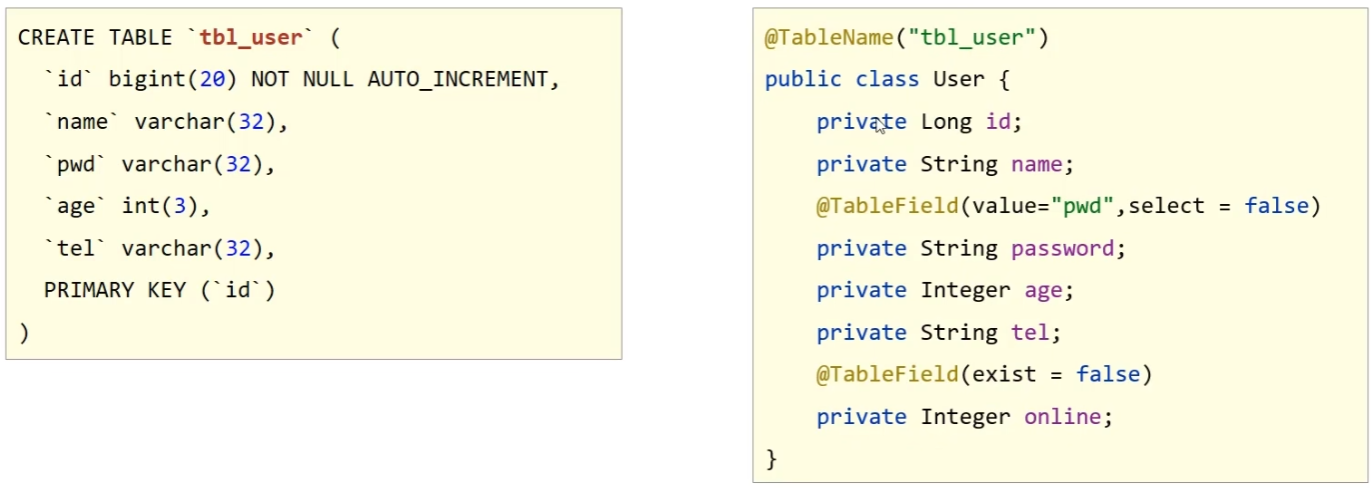 CREATE TABLE `tbl_user` (
  `id` bigint(20) NOT NULL AUTO_INCREMENT,
  `name` varchar(32),
  `pwd` varchar(32),
  `age` int(3),
  `tel` varchar(32),
  PRIMARY KEY (`id`)
)
@TableName("tbl_user")
public class User {
    private Long id;
    private String name;
    @TableField(value="pwd",select = false)
    private String password;
    private Integer age;
    private String tel;
    @TableField(exist = false)
    private Integer online;
}